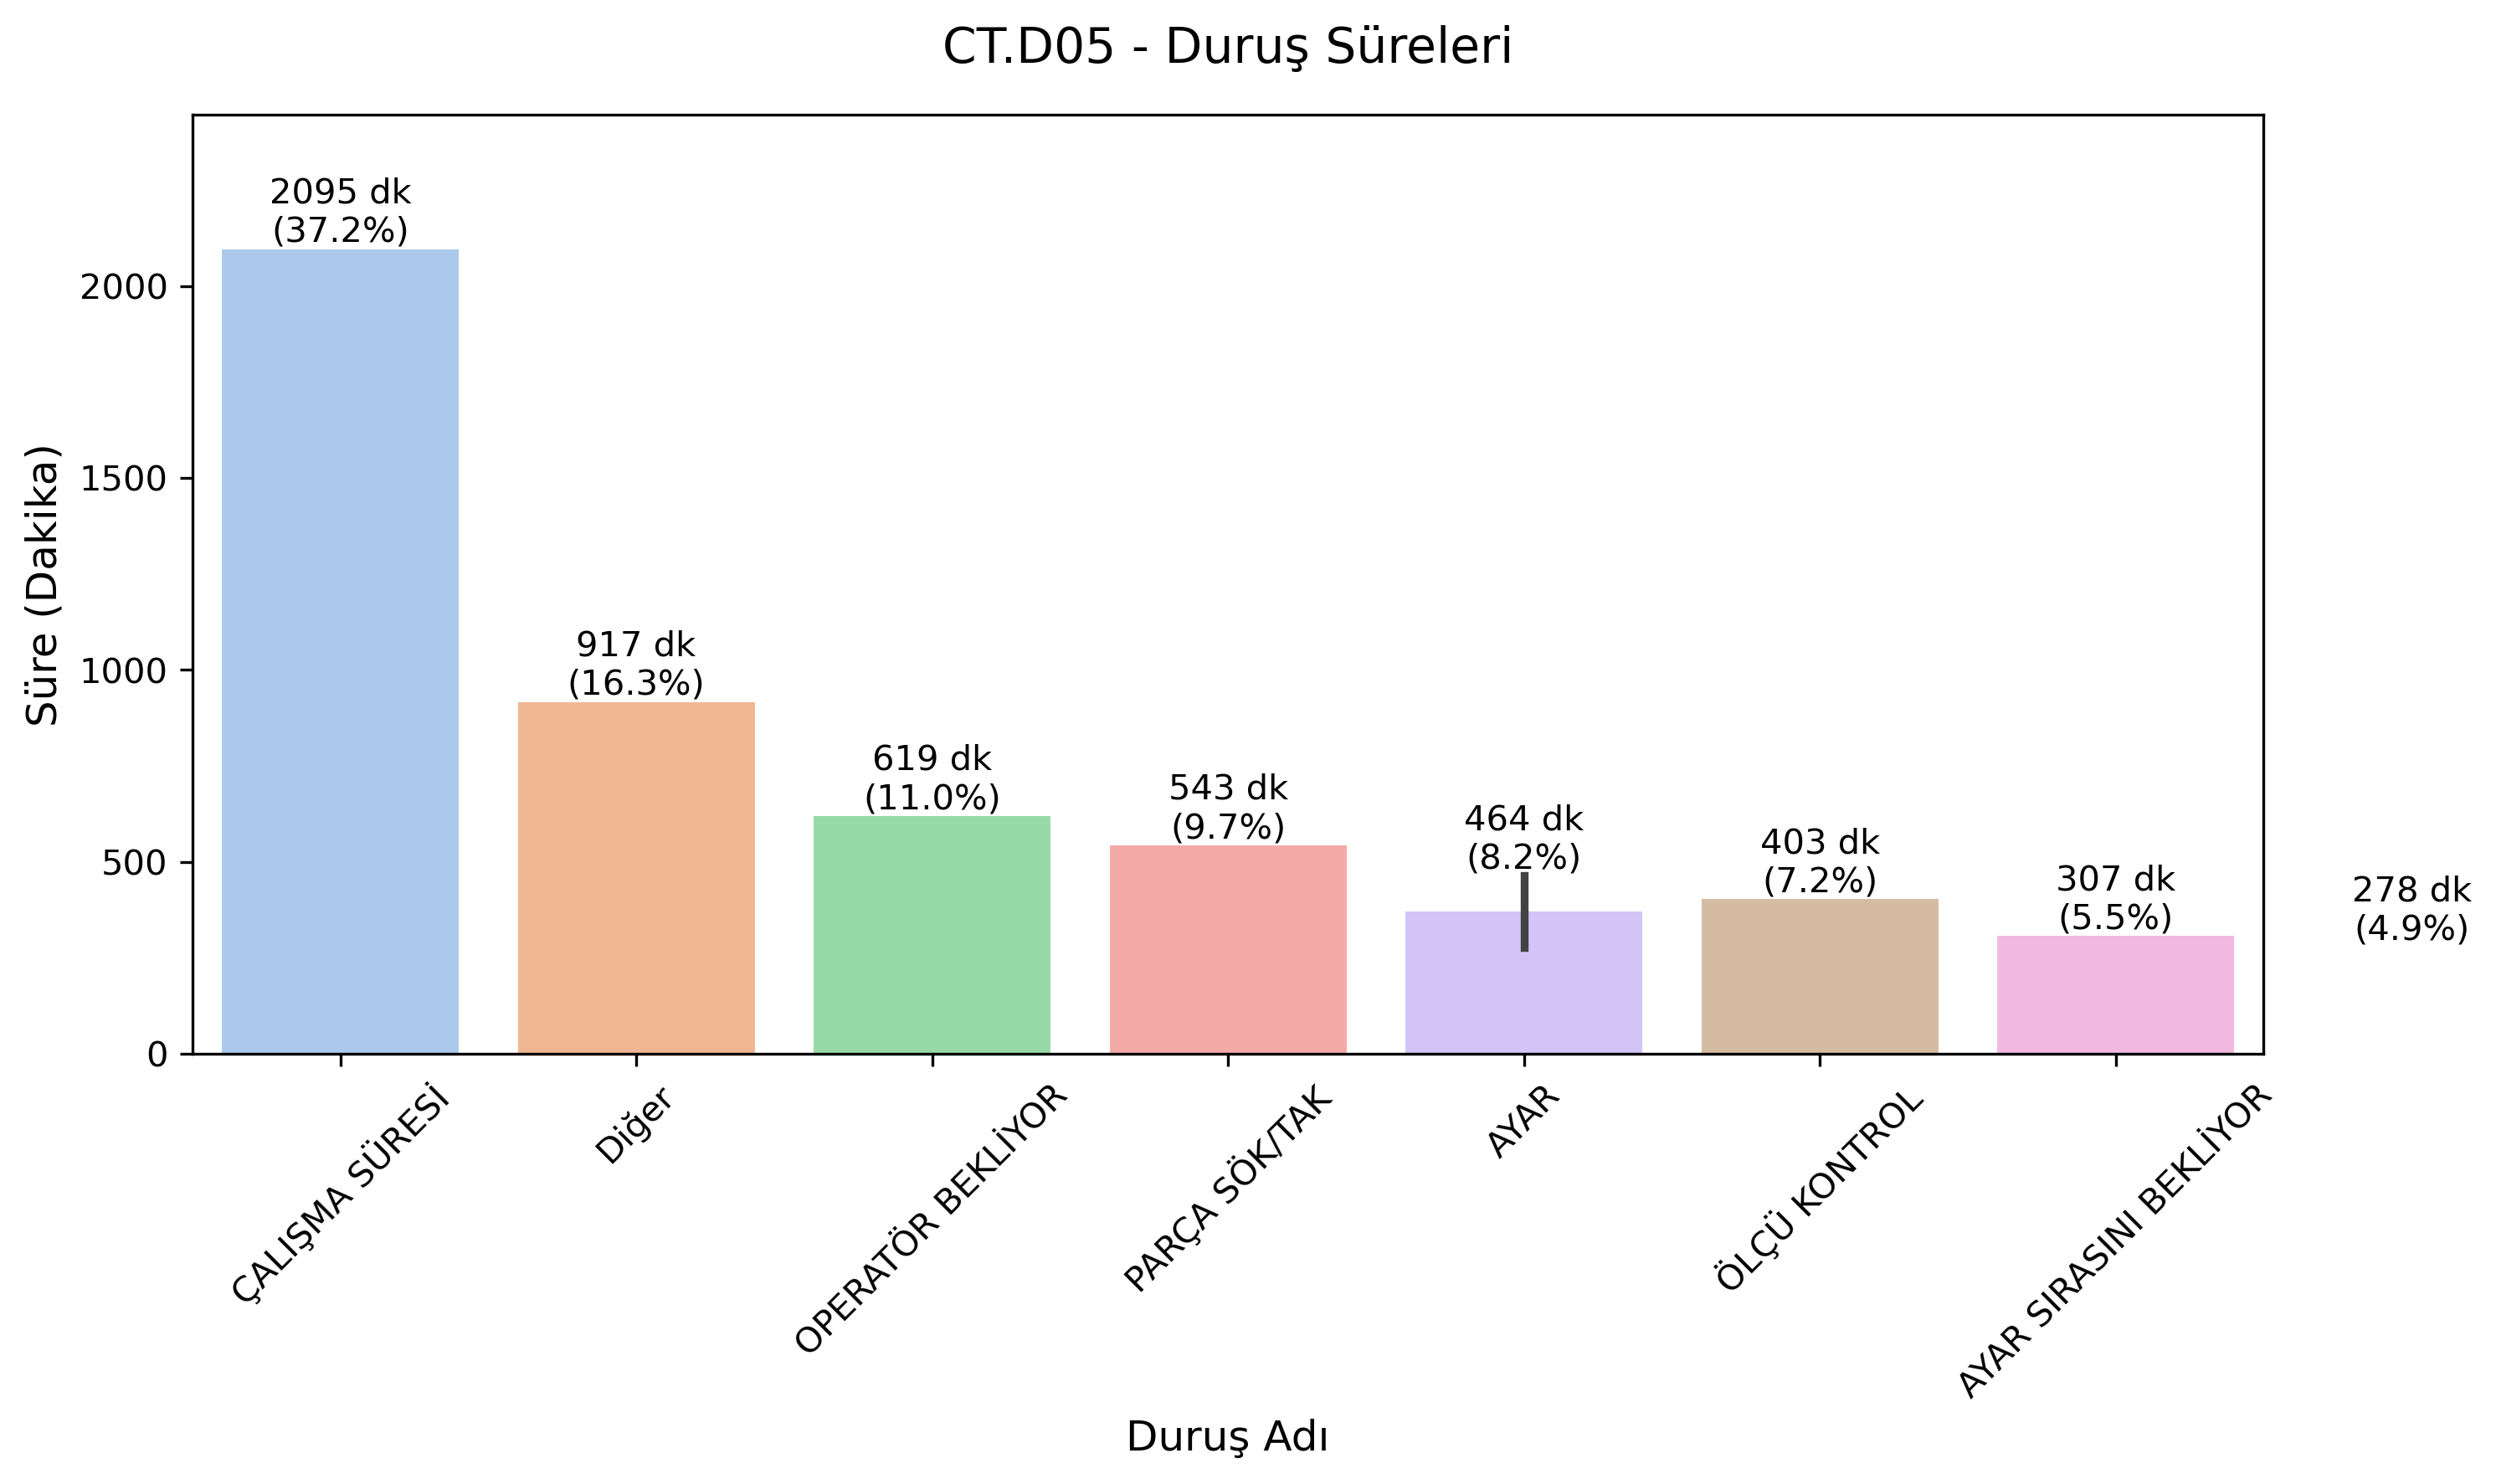 CT.D05 - Duruş Süreleri
Süre (Dakika)
2000
1500
1000
500
0
2095 dk
(37.2%)
917 dk
(16.3%)
619 dk
(11.0%)
543 dk
(9.7%)
464 dk
(8.2%)
403 dk
(7.2%)
307 dk
(5.5%)
278 dk
(4.9%)
ÇALIŞMA SÜRESİ
Diğer
OPERATÖR BEKLİYOR
PARÇA SÖK/TAK
AYAR
ÖLÇÜ KONTROL
AYAR SIRASINI BEKLİYOR
Duruş Adı